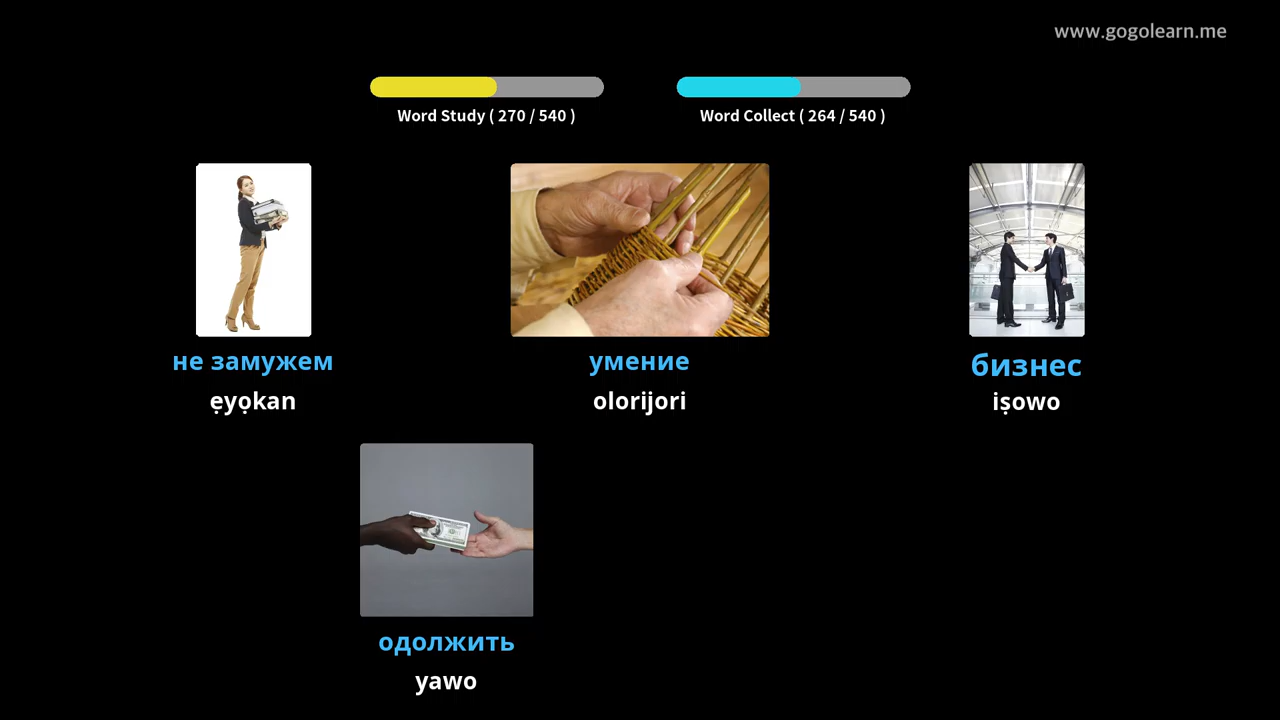 www.gogolearn.me
Word Study ( 270 / 540 )
Word Collect ( 264 / 540 )
не замужем
ẹyọkan
умение
olorijori
бизнес
iṣowo
одолжить
yawo